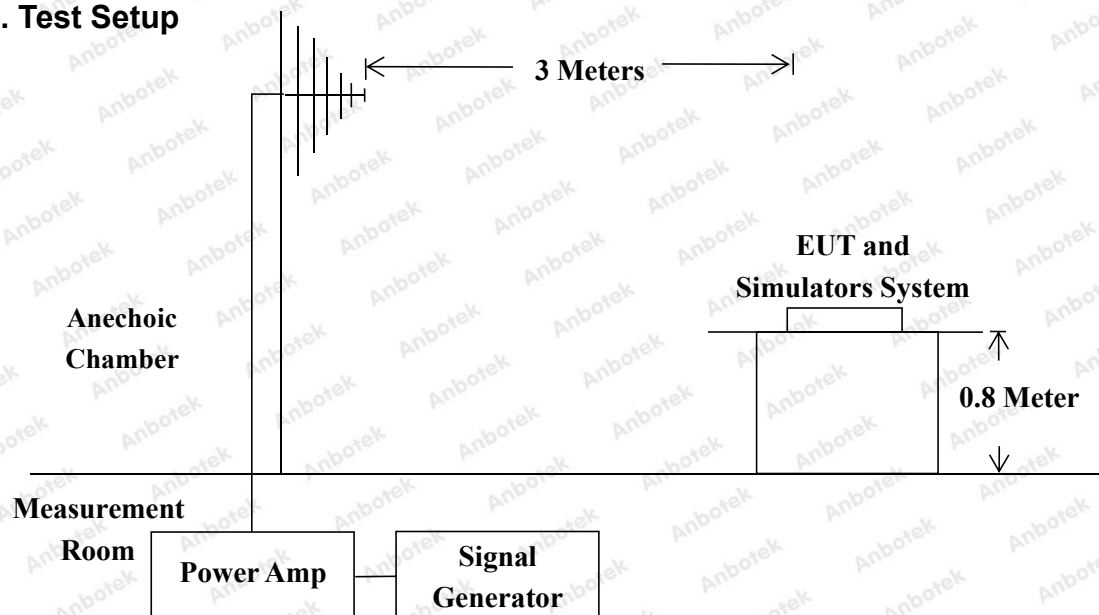 . Test Setup
3 Meters
EUT and
Simulators System
Anechoic
Chamber
0.8 Meter
Measurement
Room
Power Amp
Signal
Generator
Anbotek